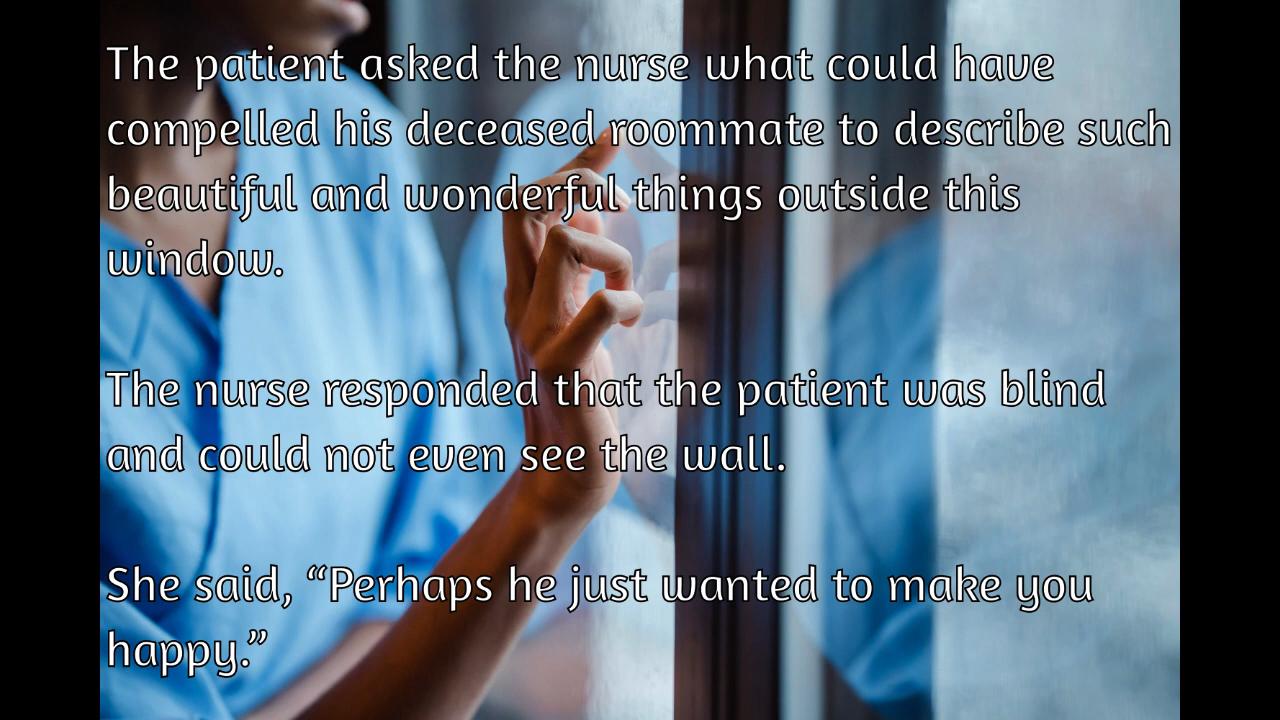 The patient asked the nurse what could have
compelled his deceased roommate to describe such
beautiful and wonderful things outside this
window.
The nurse responded that the patient was blind
and could not even see the wall.
She said, “Perhaps he just wanted to make you
happy.”